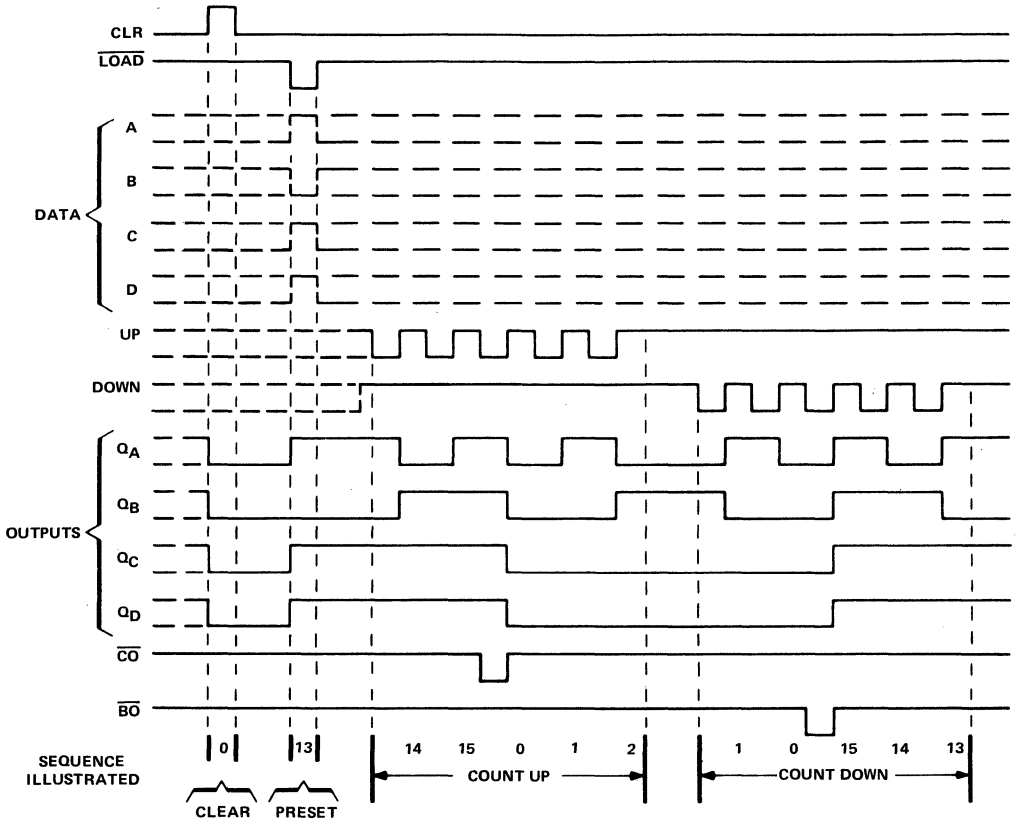 CLR
LOAD
A
B
DATA
C
D
UP
DOWN
QA
QB
OUTPUTS
QC
QD
CO
BO
SEQUENCE
ILLUSTRATED
0 13 14 15 0 1 2 1 0 15 14 13
COUNT UP COUNT DOWN
CLEAR PRESET